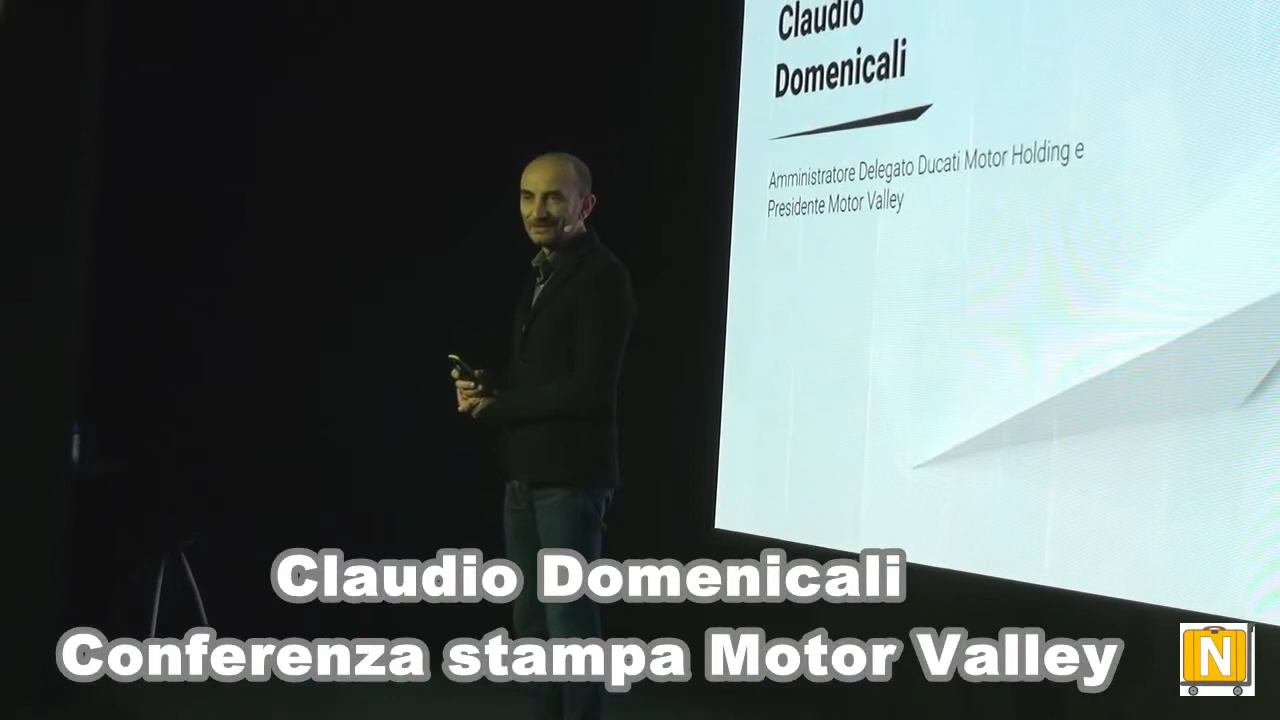 Claudio
Domenicali
Amministratore Delegato Ducati Motor Holding e
Presidente Motor Valley
Claudio Domenicali
Conferenza stampa Motor Valley
N